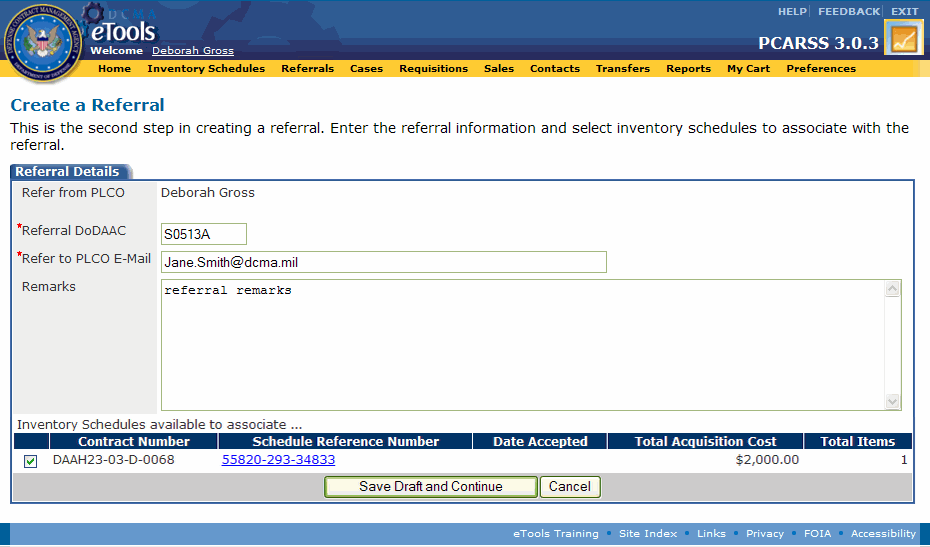 HELP FEEDBACK EXIT
DCMA
eTools
Welcome Deborah Gross
PCARSS 3.0.3
Home Inventory Schedules Referrals Cases Requisitions Sales Contacts Transfers Reports My Cart Preferences
Create a Referral
This is the second step in creating a referral. Enter the referral information and select inventory schedules to associate with the
referral.
Referral Details
Refer from PLCO Deborah Gross
*Referral DoDAAC S0513A
*Refer to PLCO E-Mail Jane.Smith@dcma.mil
Remarks referral remarks
Inventory Schedules available to associate ...
Contract Number Schedule Reference Number Date Accepted Total Acquisition Cost Total Items
DAAH23-03-D-0068 55820-293-34833 $2,000.00 1
Save Draft and Continue Cancel
eTools Training • Site Index • Links • Privacy • FOIA • Accessibility